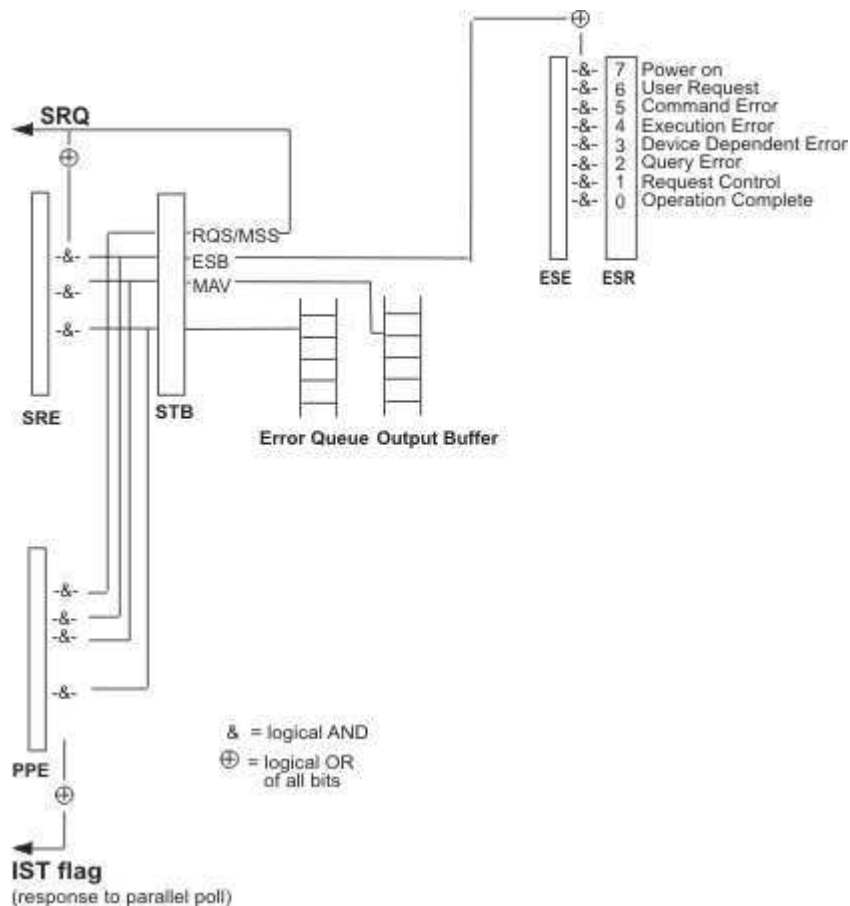 -&- 7 Power on
-&- 6 User Request
-&- 5 Command Error
-&- 4 Execution Error
-&- 3 Device Dependent Error
-&- 2 Query Error
-&- 1 Request Control
-&- 0 Operation Complete
ESE ESR
SRQ
RQS/MSS
-&- ESB
-&- MAV
-&-
SRE STB
Error Queue Output Buffer
-&-
-&-
-&-
-&-
PPE
& = logical AND
⊕ = logical OR
of all bits
IST flag
(response to parallel poll)